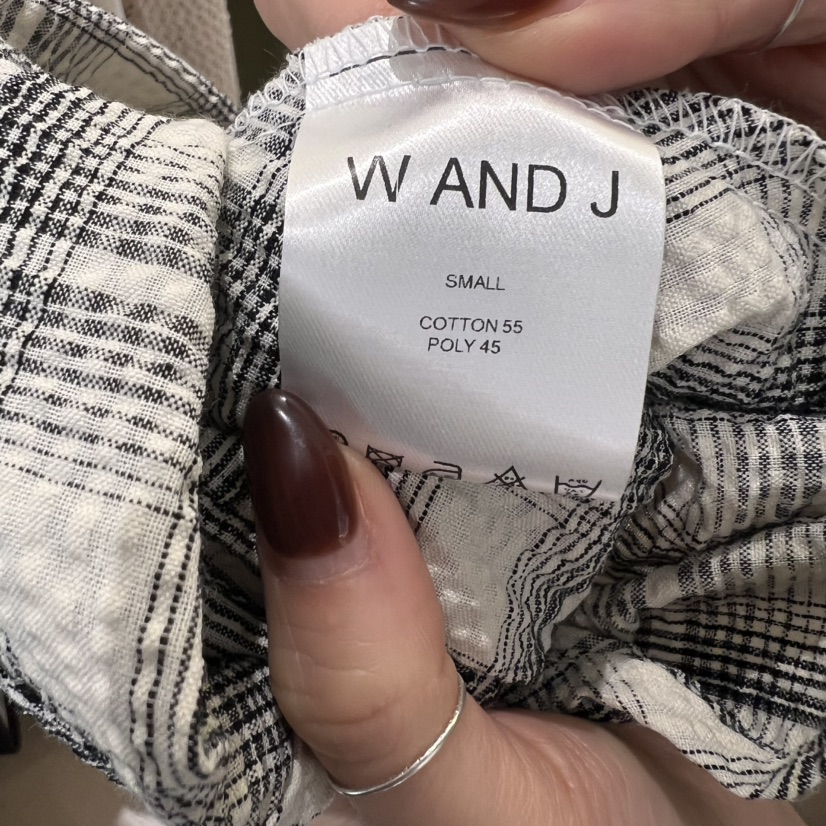 W AND J
SMALL
COTTON 55
POLY 45